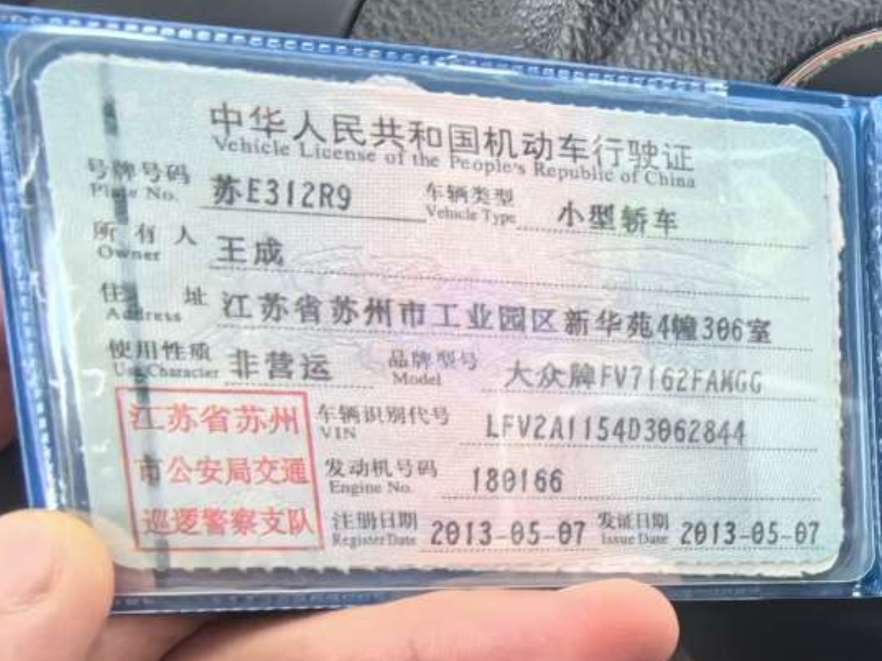 中华人民共和国机动车行驶证
Vehicle License of the People's Republic of China
号牌号码 苏E312R9 车辆类型 小型轿车
Plate No. Vehicle Type
所有人 王成
Owner
住址 江苏省苏州市工业园区新华苑4幢306室
Address
使用性质 非营运 品牌型号 大众牌FV7162FAMGG
Use Character Model
江苏省苏州 车辆识别代号 LFV2A1154D3062844
VIN
市公安局交通 发动机号码 180166
Engine No.
巡逻警察支队 注册日期 2013-05-07 发证日期 2013-05-07
Register Date Issue Date